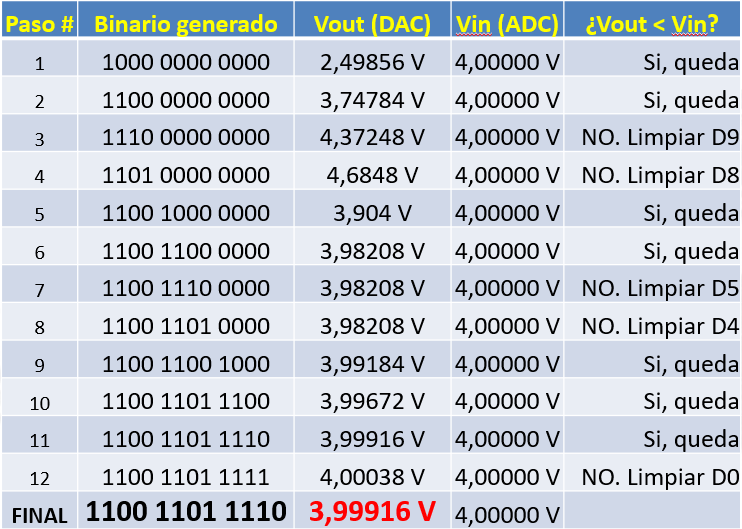 Paso # Binario generado Vout (DAC) Vin (ADC) ¿Vout < Vin?
1 1000 0000 0000 2,49856 V 4,00000 V Si, queda
2 1100 0000 0000 3,74784 V 4,00000 V Si, queda
3 1110 0000 0000 4,37248 V 4,00000 V NO. Limpiar D9
4 1101 0000 0000 4,6848 V 4,00000 V NO. Limpiar D8
5 1100 1000 0000 3,904 V 4,00000 V Si, queda
6 1100 1100 0000 3,98208 V 4,00000 V Si, queda
7 1100 1110 0000 3,98208 V 4,00000 V NO. Limpiar D5
8 1100 1101 0000 3,98208 V 4,00000 V NO. Limpiar D4
9 1100 1100 1000 3,99184 V 4,00000 V Si, queda
10 1100 1101 1100 3,99672 V 4,00000 V Si, queda
11 1100 1101 1110 3,99916 V 4,00000 V Si, queda
12 1100 1101 1111 4,00038 V 4,00000 V NO. Limpiar D0
FINAL 1100 1101 1110 3,99916 V 4,00000 V